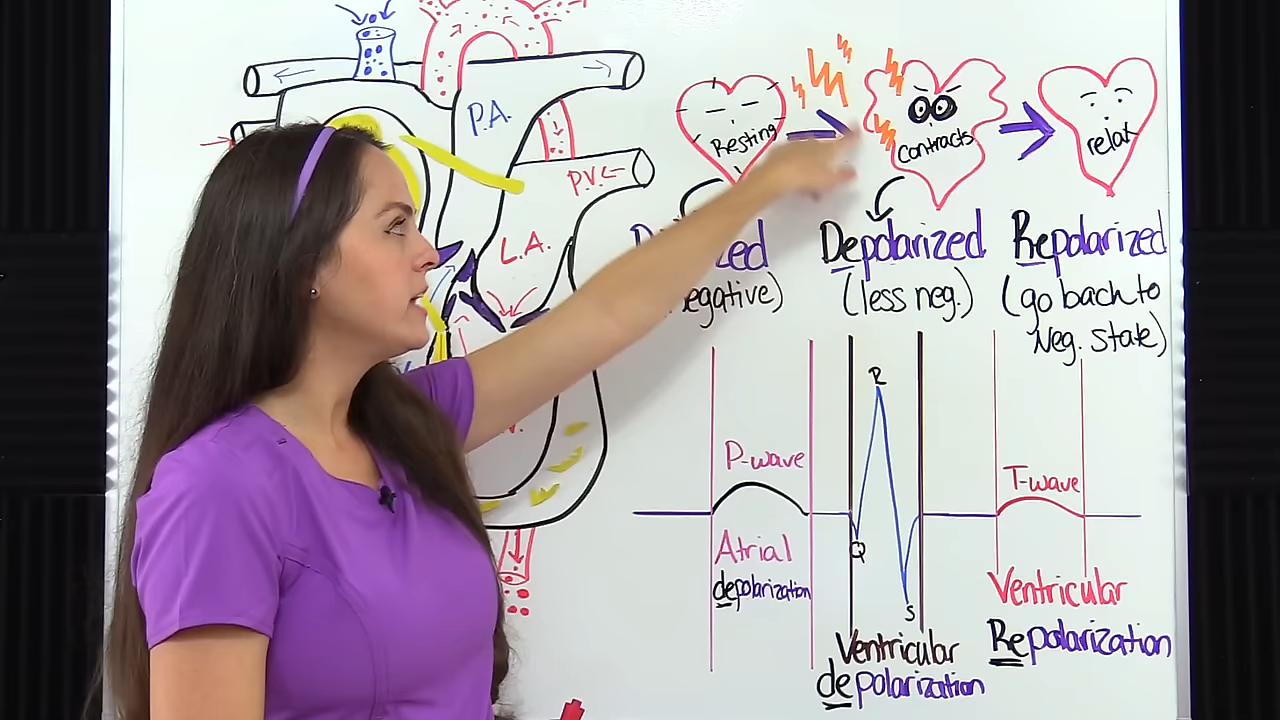 P.A.
P.V.
L.A.
Resting
Contracts
relax
Depolarized
(less neg.)
Repolarized
(go back to
Neg. state)
P-wave
Atrial
depolarization
R
Q
S
Ventricular
depolarization
T-wave
Ventricular
Repolarization